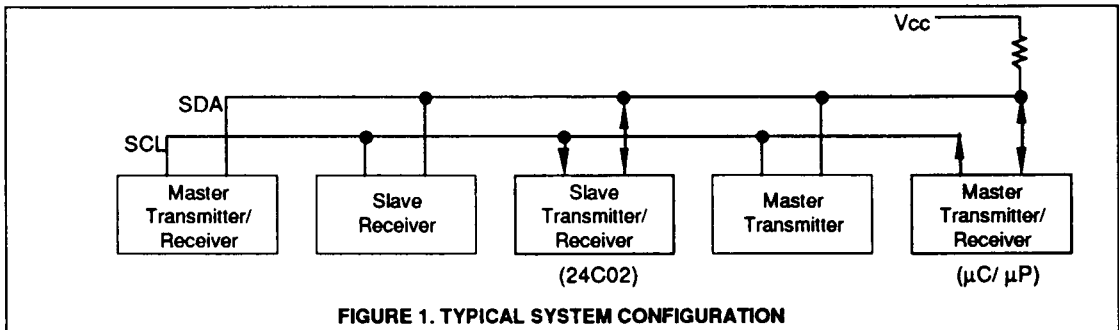 Vcc
SDA
SCL
Master
Transmitter/
Receiver
Slave
Receiver
Slave
Transmitter/
Receiver
(24C02)
Master
Transmitter
Master
Transmitter/
Receiver
(µC/ µP)
FIGURE 1. TYPICAL SYSTEM CONFIGURATION